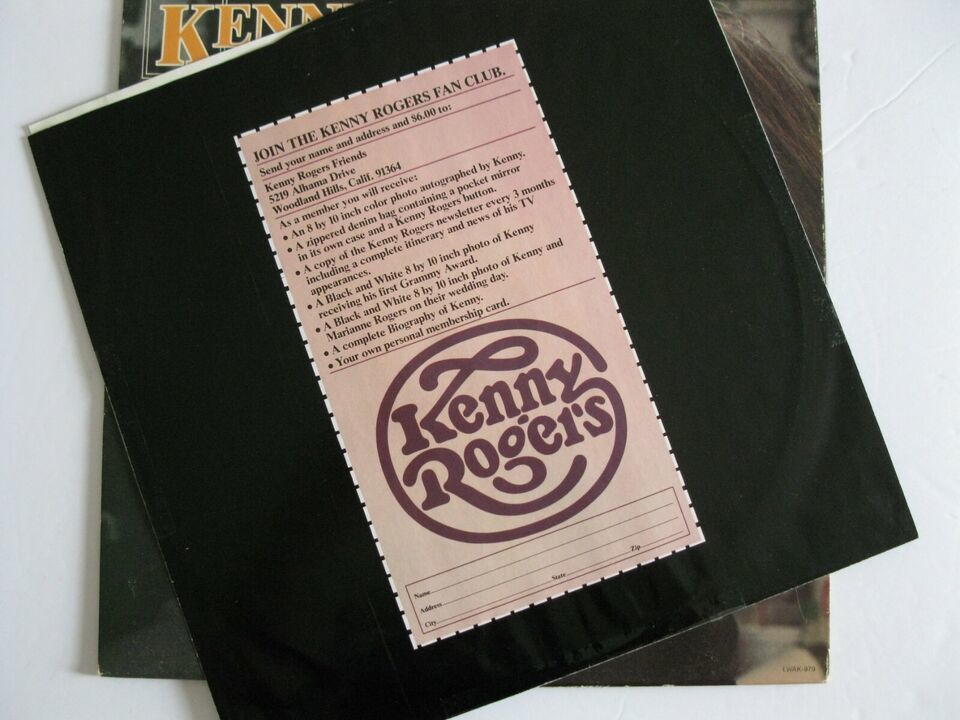 KENN
JOIN THE KENNY ROGERS FAN CLUB.
Send your name and address and $6.00 to:
Kenny Rogers Friends
5219 Alhama Drive
Woodland Hills, Calif. 91364
As a member you will receive:
• An 8 by 10 inch color photo autographed by Kenny.
• A zippered denim bag containing a pocket mirror
in its own case and a Kenny Rogers button.
• A copy of the Kenny Rogers newsletter every 3 months
including a complete itinerary and news of his TV
appearances.
• A Black and White 8 by 10 inch photo of Kenny
receiving his first Grammy Award.
• A Black and White 8 by 10 inch photo of Kenny and
Marianne Rogers on their wedding day.
• A complete Biography of Kenny.
• Your own personal membership card.
Kenny
Rogers
Name
Address
City State Zip
LWAK-979